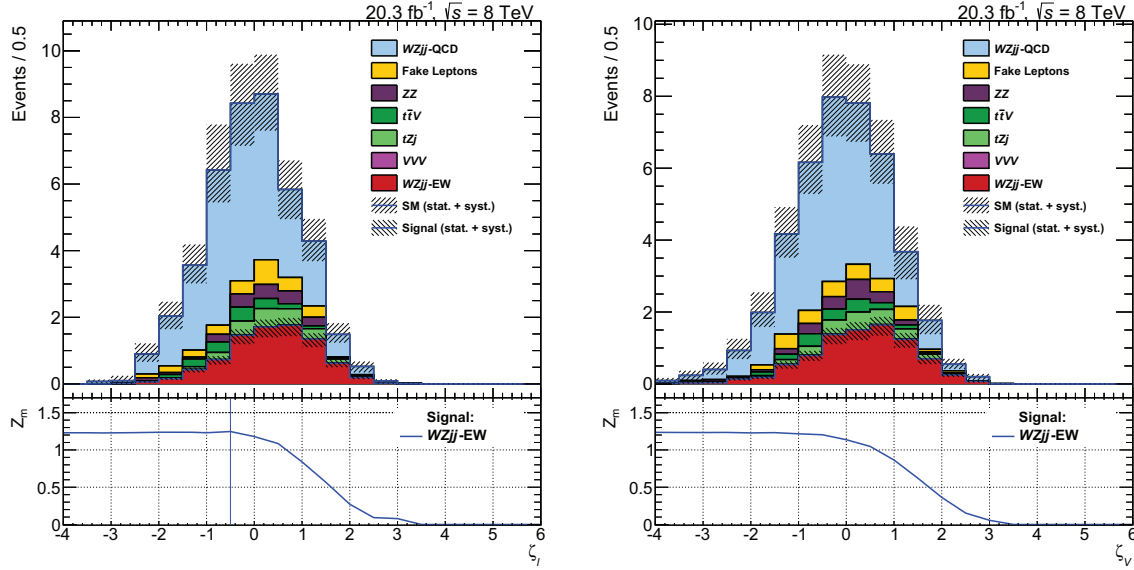 20.3 fb⁻¹, √s = 8 TeV
Events / 0.5
10
8
6
4
2
0
WZjj-QCD
Fake Leptons
ZZ
tt̄V
tZj
VVV
WZjj-EW
SM (stat. + syst.)
Signal (stat. + syst.)
Zₘ
1.5
1
0.5
0
Signal:
WZjj-EW
-4 -3 -2 -1 0 1 2 3 4 5 6
ζₗ
20.3 fb⁻¹, √s = 8 TeV
Events / 0.5
10
8
6
4
2
0
WZjj-QCD
Fake Leptons
ZZ
tt̄V
tZj
VVV
WZjj-EW
SM (stat. + syst.)
Signal (stat. + syst.)
Zₘ
1.5
1
0.5
0
Signal:
WZjj-EW
-4 -3 -2 -1 0 1 2 3 4 5 6
ζ_V